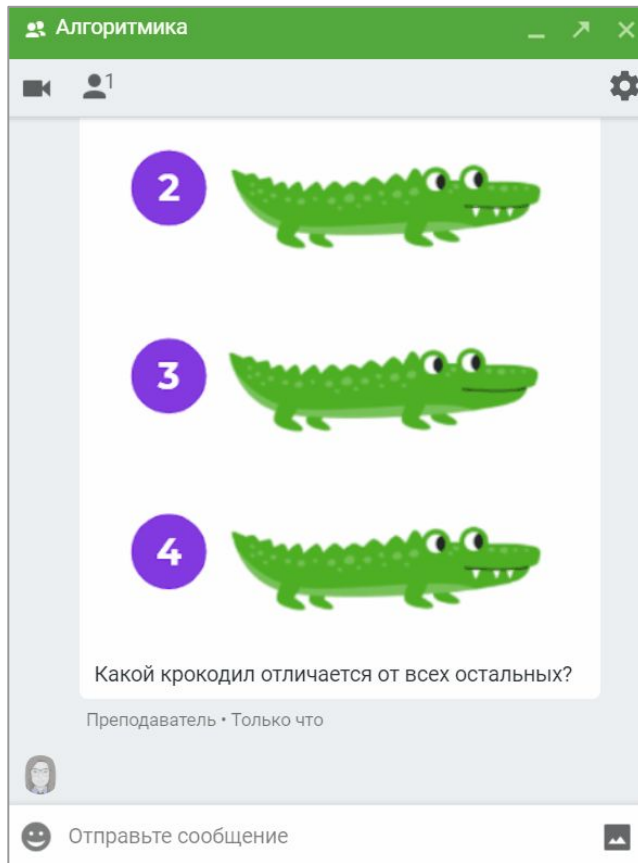 Алгоритмика
1
2
3
4
Какой крокодил отличается от всех остальных?
Преподаватель • Только что
Отправьте сообщение